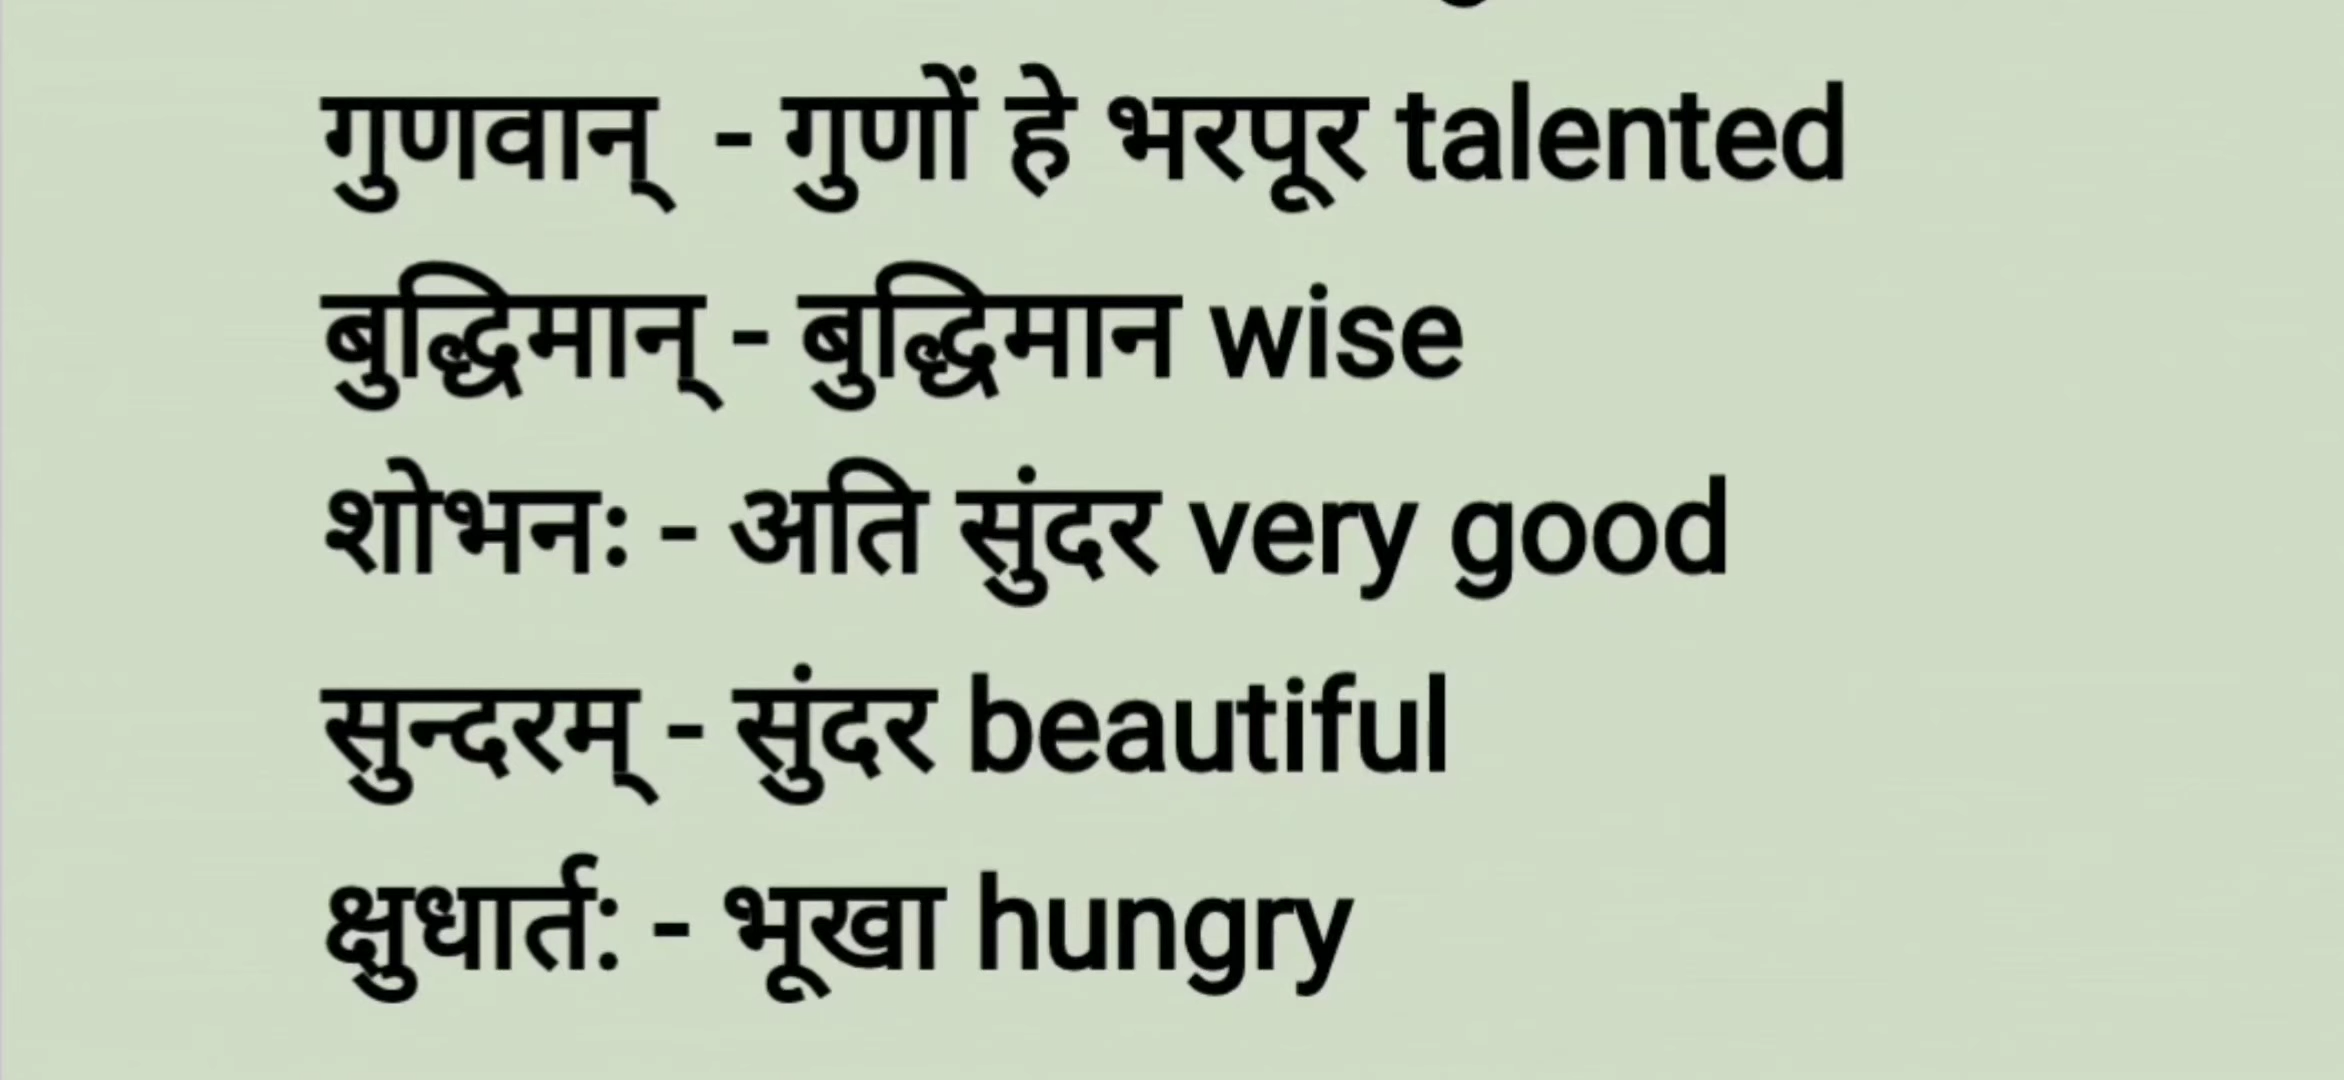 गुणवान् - गुणों हे भरपूर talented
बुद्धिमान् - बुद्धिमान wise
शोभनः - अति सुंदर very good
सुन्दरम् - सुंदर beautiful
क्षुधार्त: - भूखा hungry